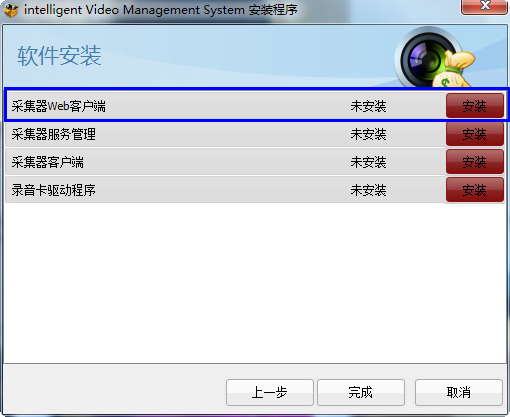 intelligent Video Management System 安装程序
软件安装
采集器Web客户端 未安装 安装
采集器服务管理 未安装 安装
采集器客户端 未安装 安装
录音卡驱动程序 未安装 安装
上一步 完成 取消